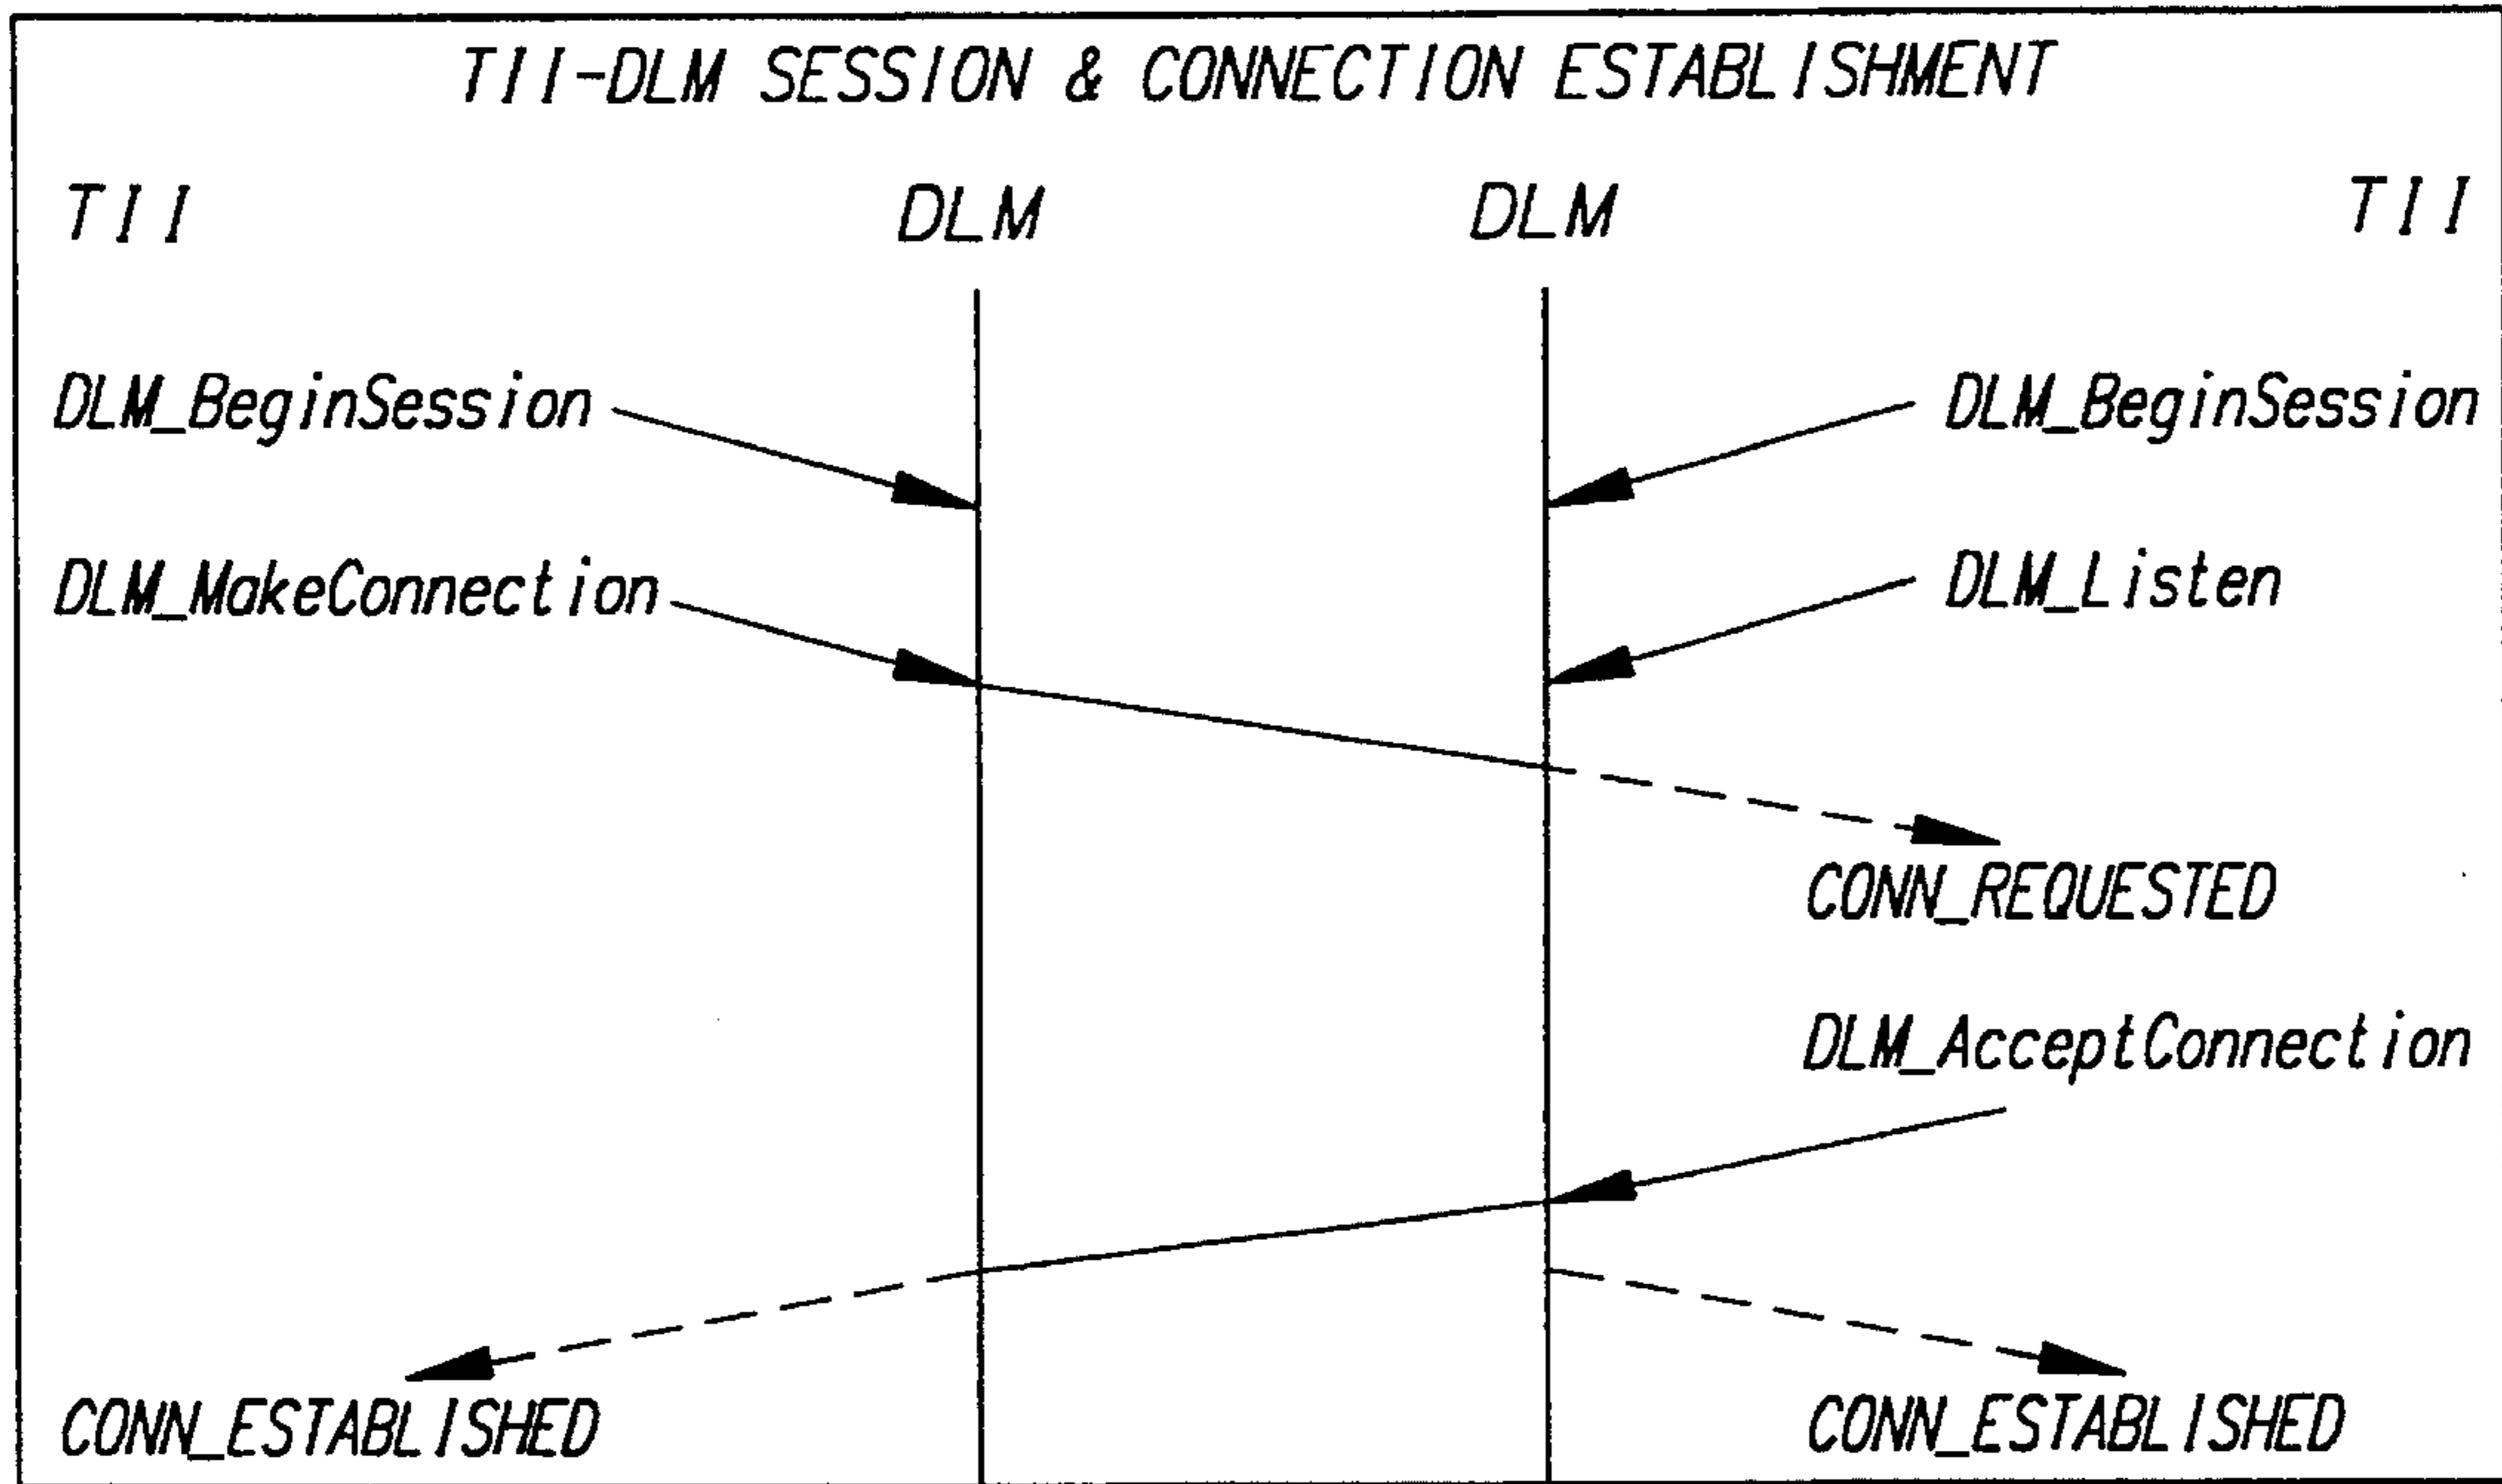 TII-DLM SESSION & CONNECTION ESTABLISHMENT
TII DLM DLM TII
DLM_BeginSession DLM_BeginSession
DLM_MakeConnection DLM_Listen
CONN_REQUESTED
DLM_AcceptConnection
CONN_ESTABLISHED CONN_ESTABLISHED